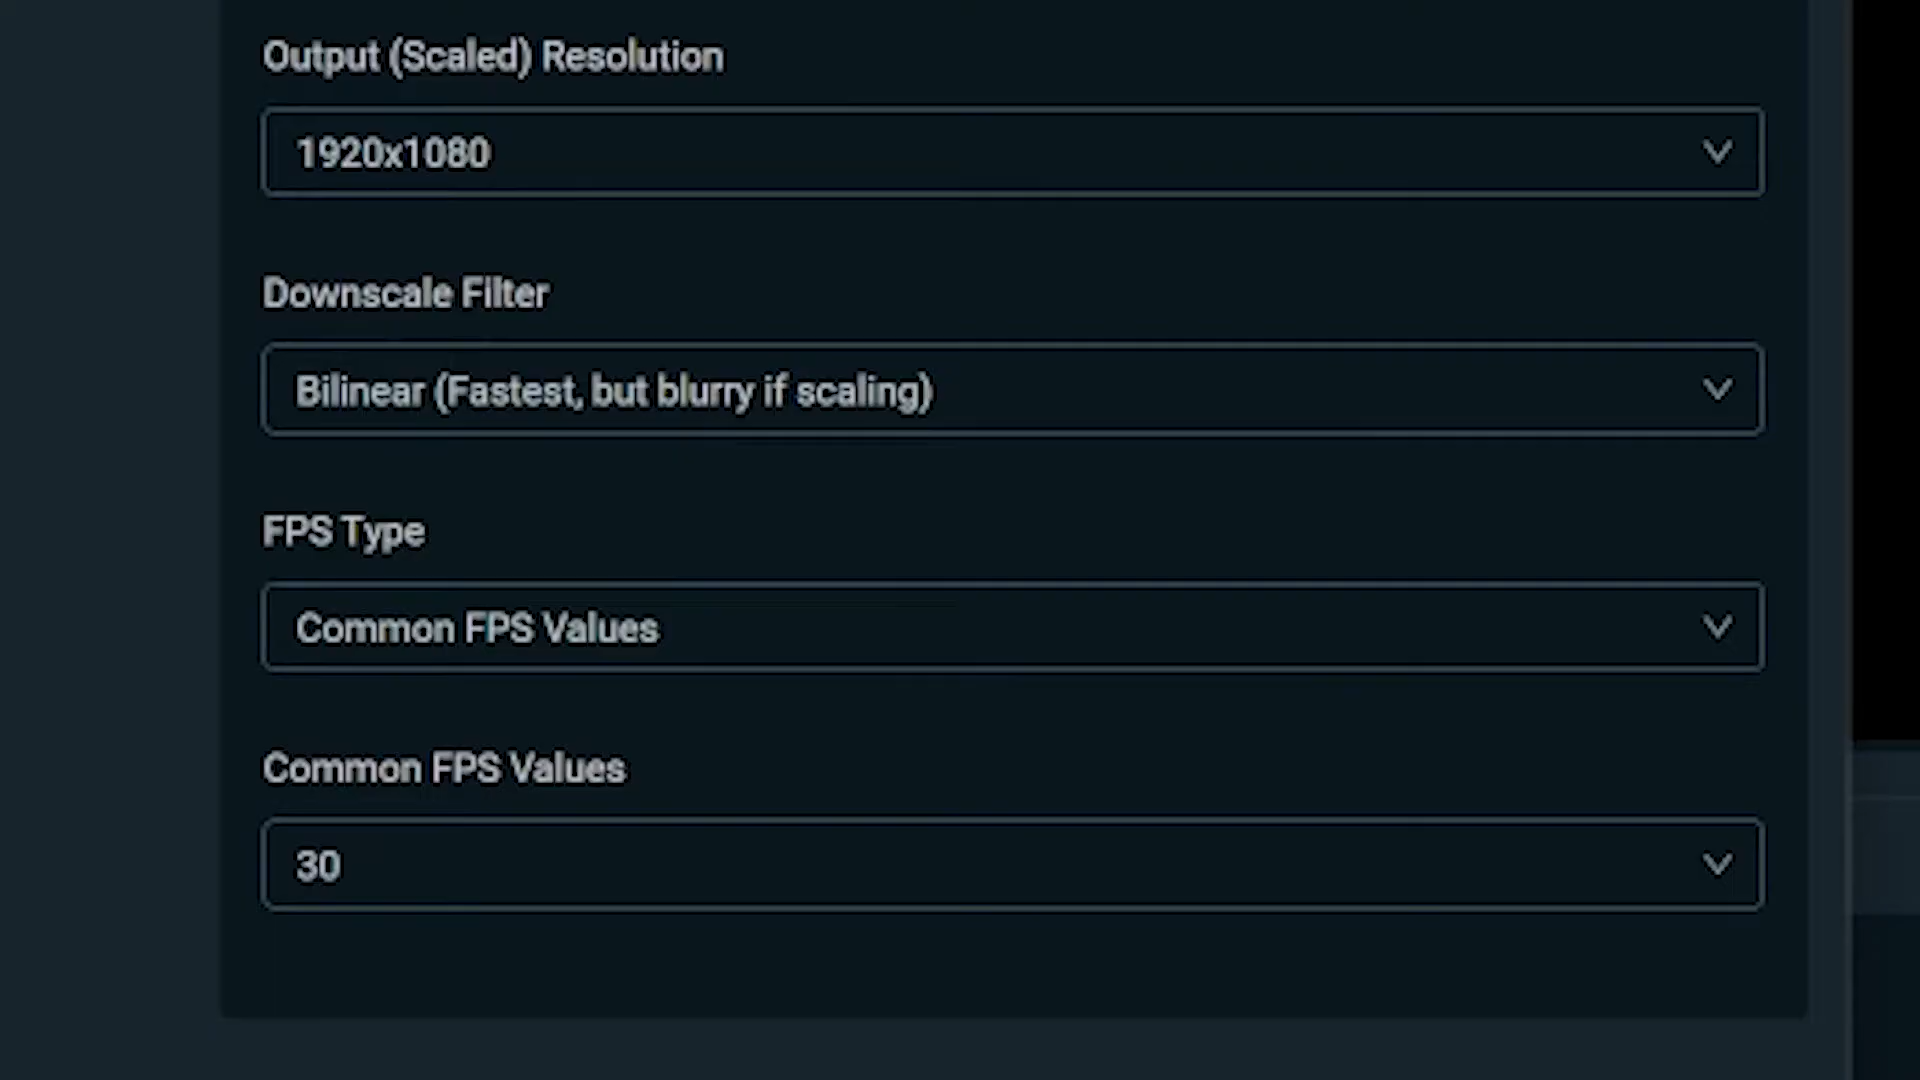 Output (Scaled) Resolution
1920x1080
Downscale Filter
Bilinear (Fastest, but blurry if scaling)
FPS Type
Common FPS Values
Common FPS Values
30